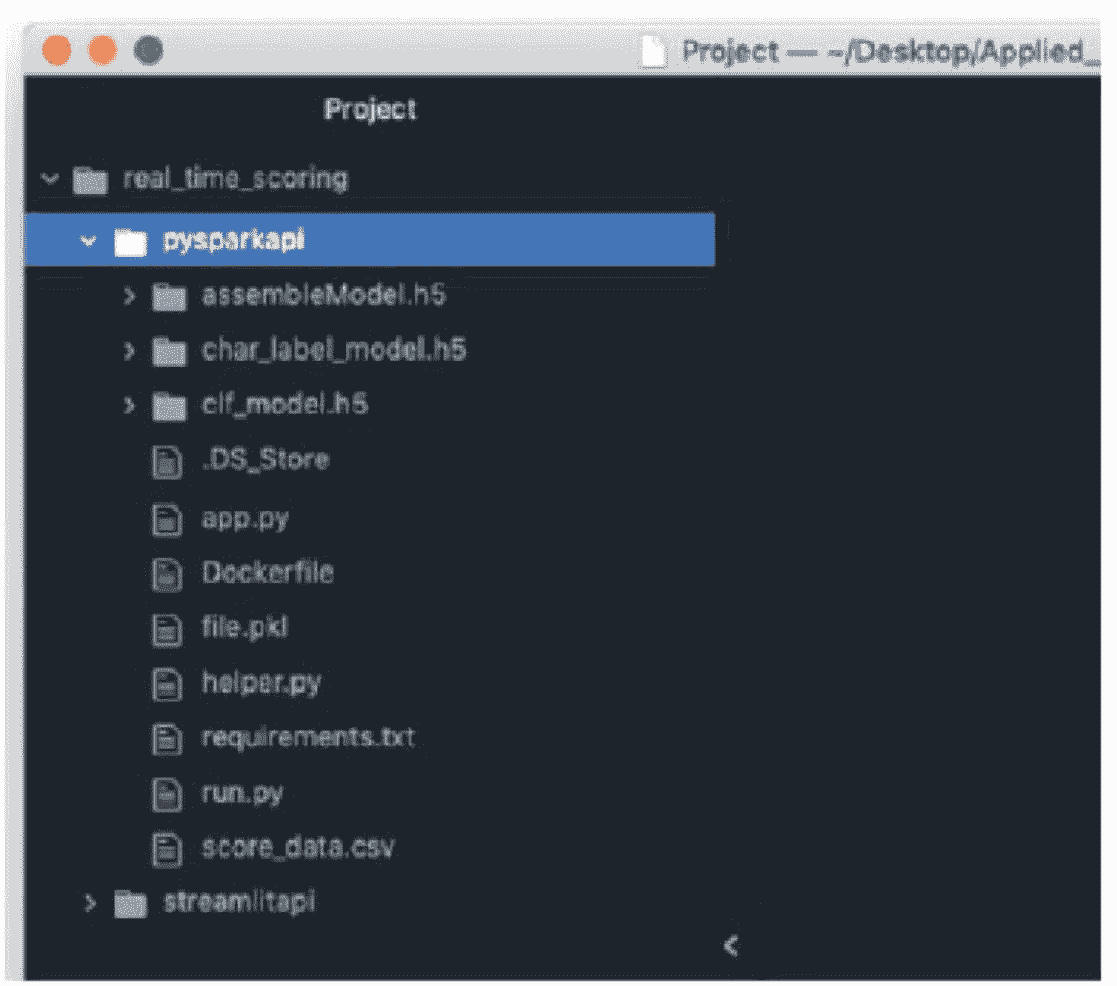 Project — ~/Desktop/Applied_
Project
real_time_scoring
pysparkapi
assembleModel.h5
char_label_model.h5
clf_model.h5
.DS_Store
app.py
Dockerfile
file.pkl
helper.py
requirements.txt
run.py
score_data.csv
streamlitapi